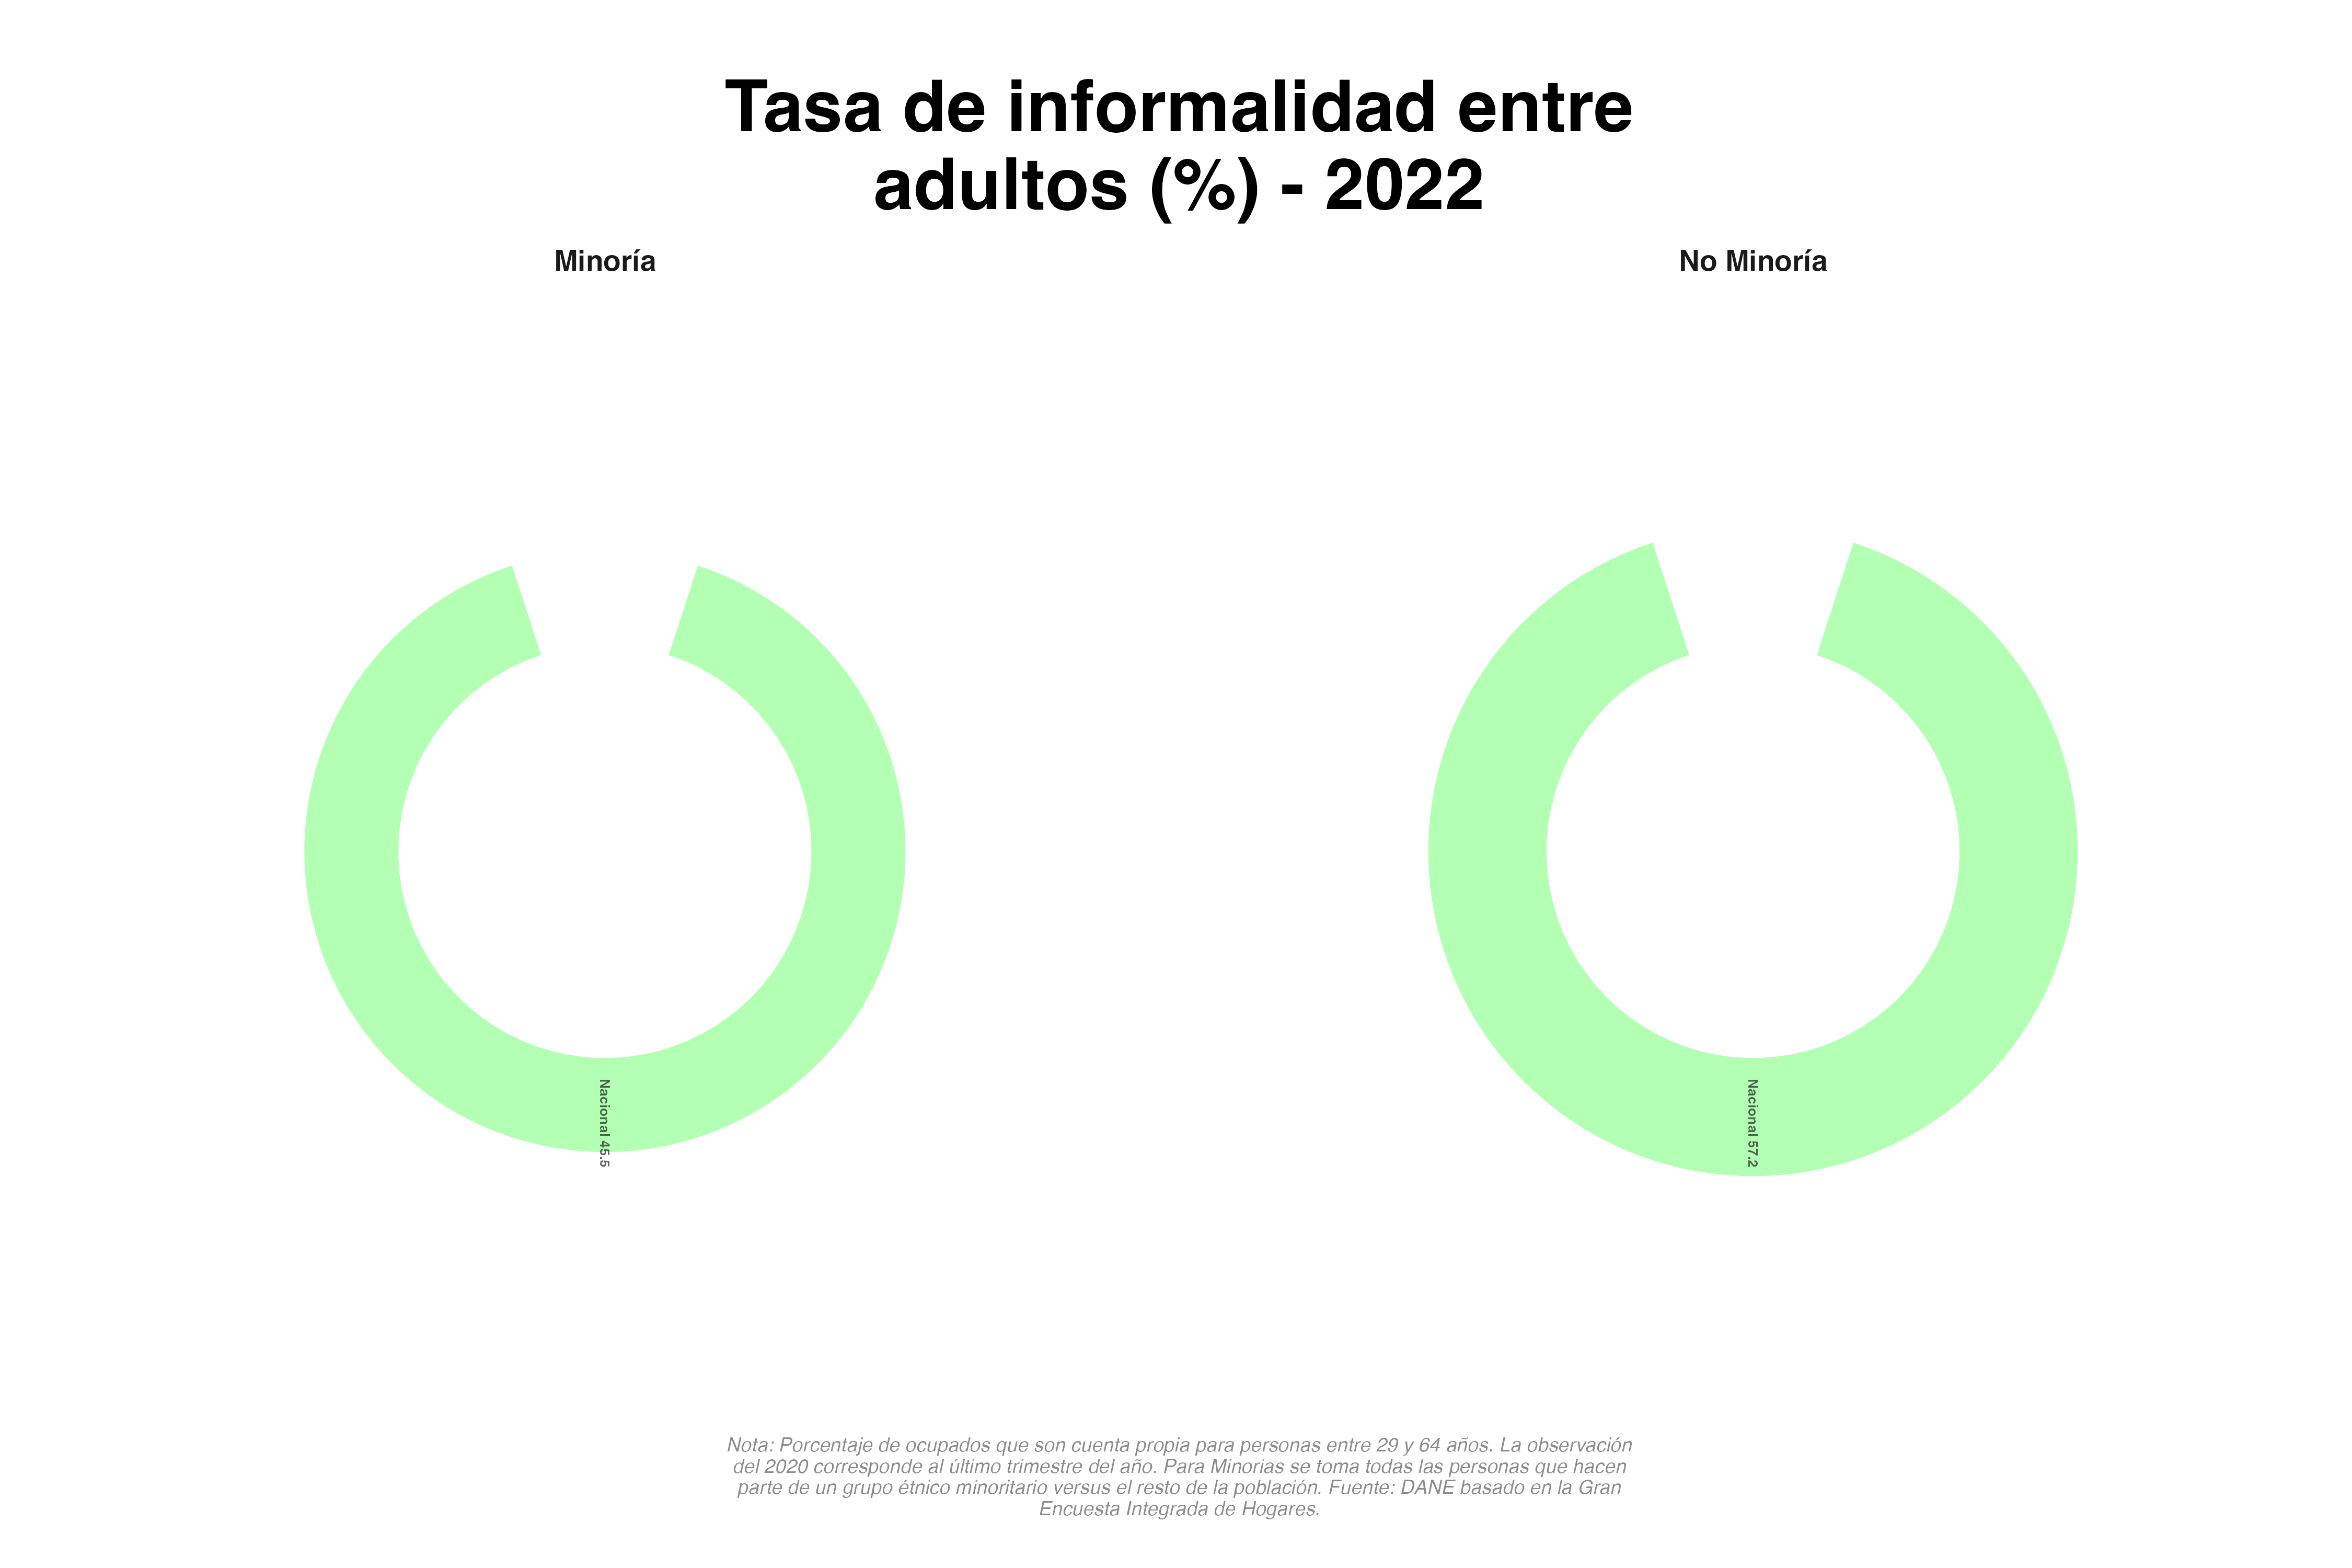 Tasa de informalidad entre
adultos (%) - 2022
Minoría
No Minoría
Nacional 45.5
Nacional 57.2
Nota: Porcentaje de ocupados que son cuenta propia para personas entre 29 y 64 años. La observación
del 2020 corresponde al último trimestre del año. Para Minorias se toma todas las personas que hacen
parte de un grupo étnico minoritario versus el resto de la población. Fuente: DANE basado en la Gran
Encuesta Integrada de Hogares.